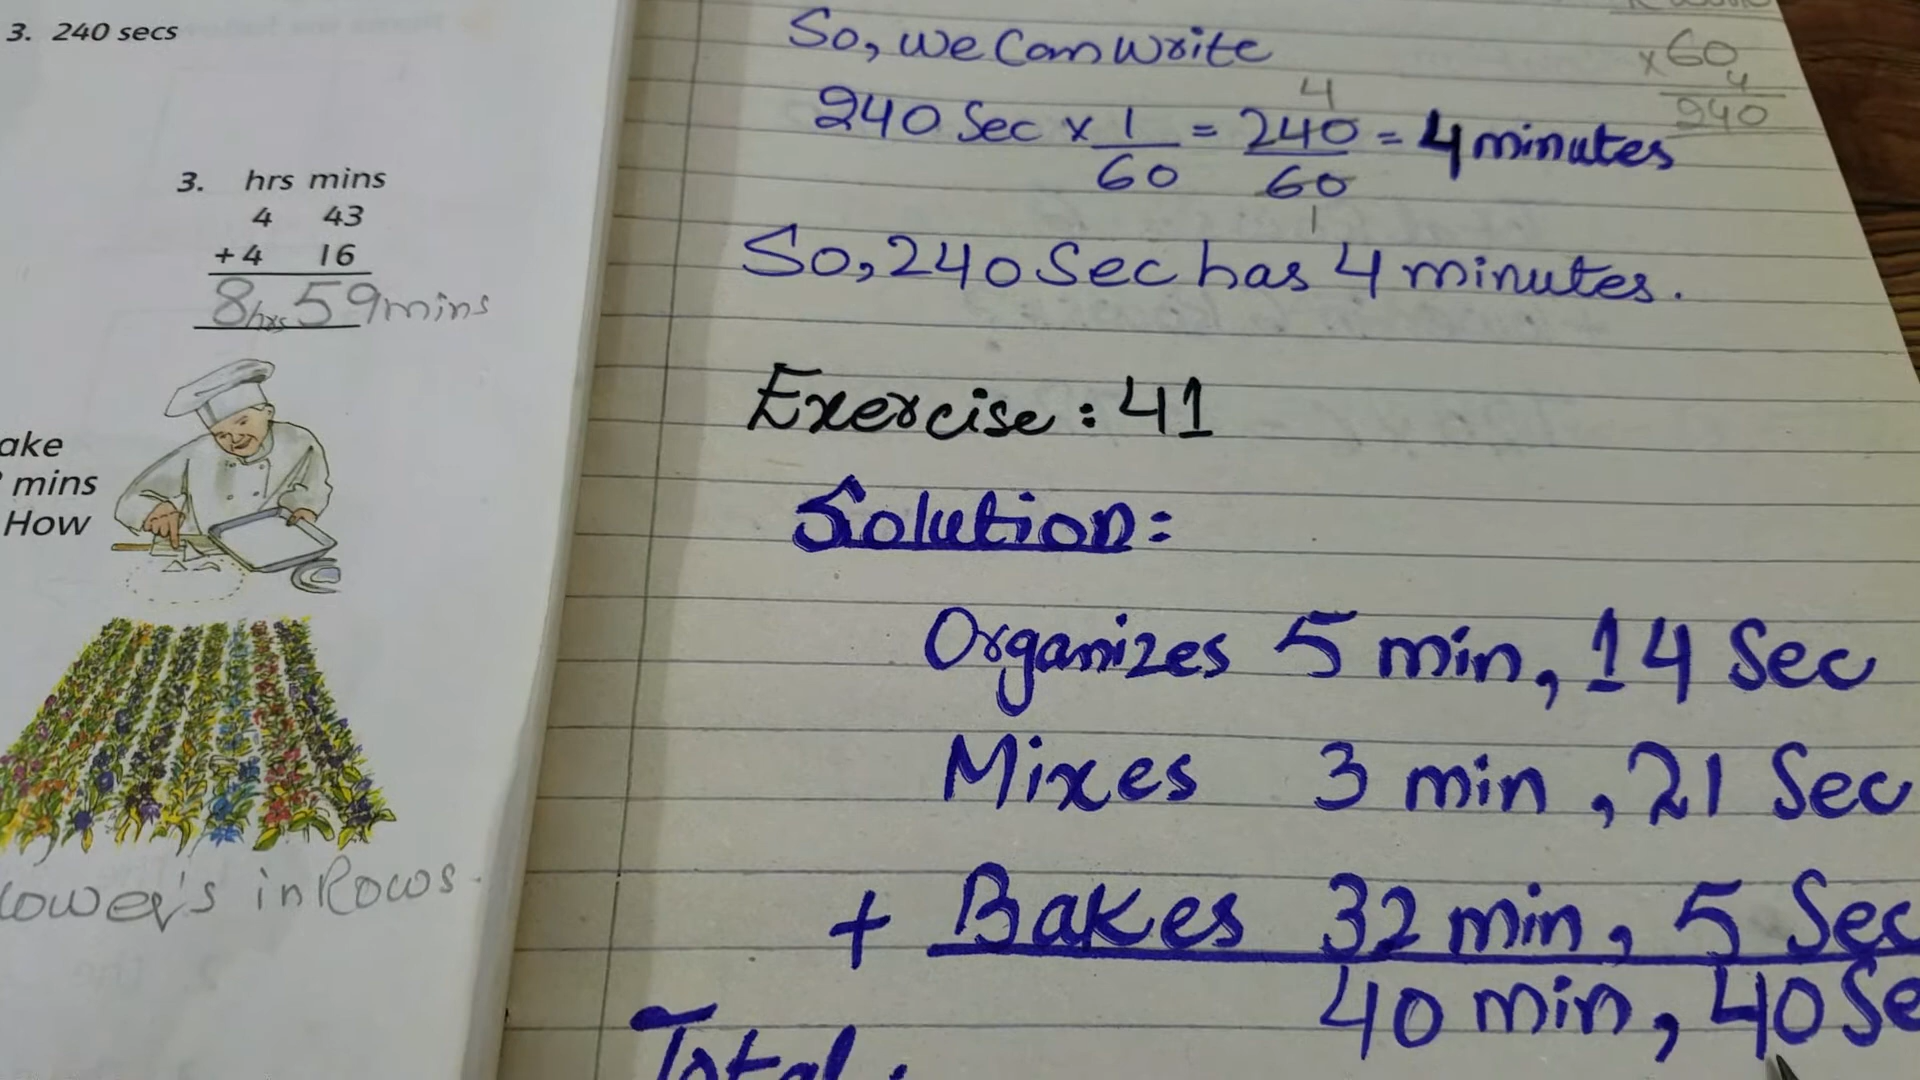 3. 240 secs
3. hrs mins
4 43
+4 16
8hrs 59mins
ake
mins
How
lower's in Rows
So, we Can write
240 Sec × 1/60 = 240/60 = 4 minutes
4
1
× 60
4
240
So, 240 Sec has 4 minutes.
Exercise : 41
Solution:
Organizes 5 min, 14 Sec
Mixes 3 min, 21 Sec
+ Bakes 32 min, 5 Sec
40 min, 40 Se
Total :